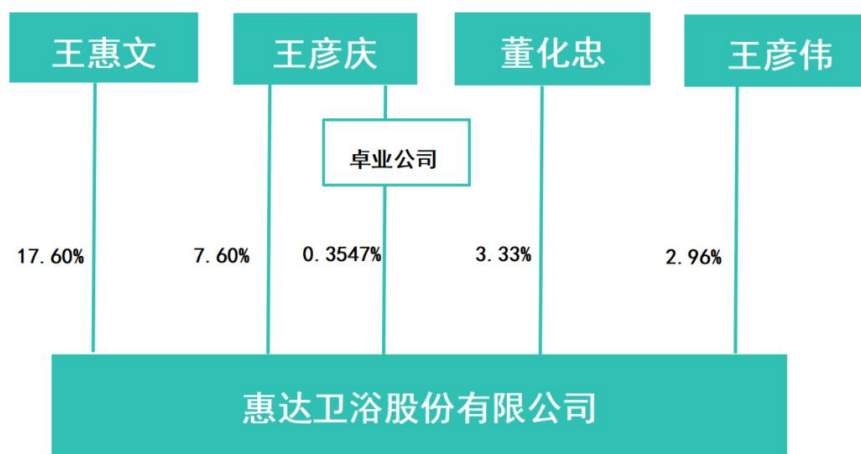 王惠文
王彦庆
董化忠
王彦伟
卓业公司
17.60%
7.60%
0.3547%
3.33%
2.96%
惠达卫浴股份有限公司